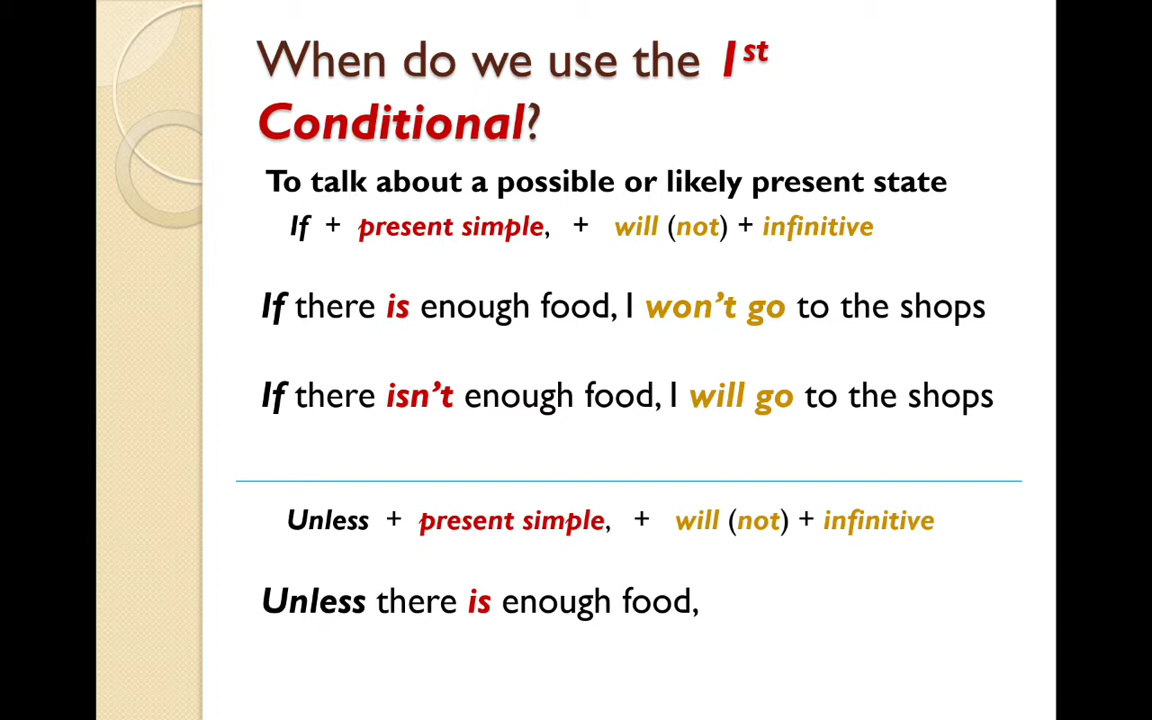 When do we use the 1st
Conditional?
To talk about a possible or likely present state
If + present simple, + will (not) + infinitive
If there is enough food, I won’t go to the shops
If there isn’t enough food, I will go to the shops
Unless + present simple, + will (not) + infinitive
Unless there is enough food,